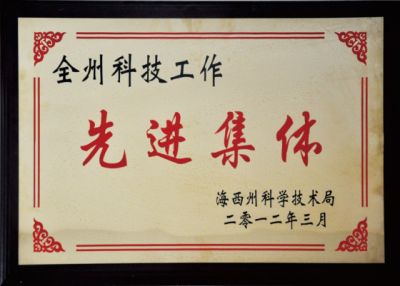 全州科技工作
先进集体
海西州科学技术局
二零一二年三月